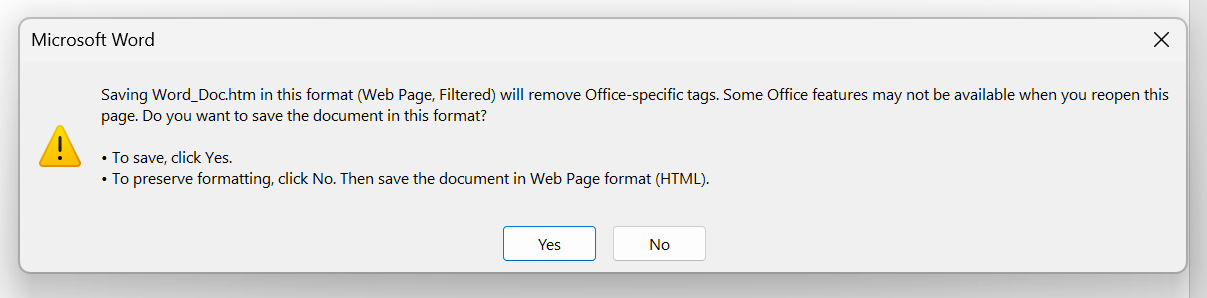 Microsoft Word
Saving Word_Doc.htm in this format (Web Page, Filtered) will remove Office-specific tags. Some Office features may not be available when you reopen this
page. Do you want to save the document in this format?
• To save, click Yes.
• To preserve formatting, click No. Then save the document in Web Page format (HTML).
Yes No